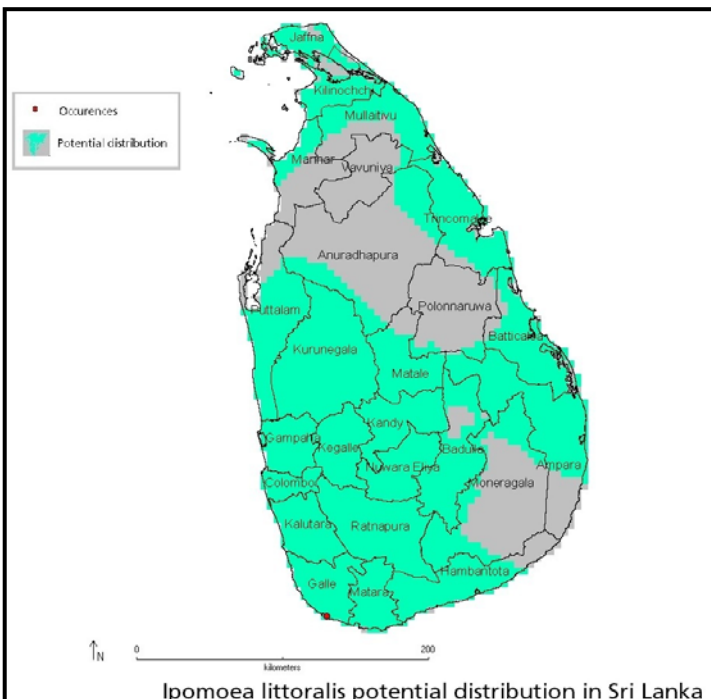 Jaffna
Kilinochchi
Occurences
Mullaitivu
Potential distribution
Mannar
Vavuniya
Trincomalee
Anuradhapura
Polonnaruwa
Puttalam
Batticaloa
Kurunegala
Matale
Kandy
Gampaha
Kegalle
Badulla
Nuwara Eliya
Ampara
Colombo
Moneragala
Kalutara
Ratnapura
Hambantota
Galle
Matara
N
0
200
kilometers
Ipomoea littoralis potential distribution in Sri Lanka